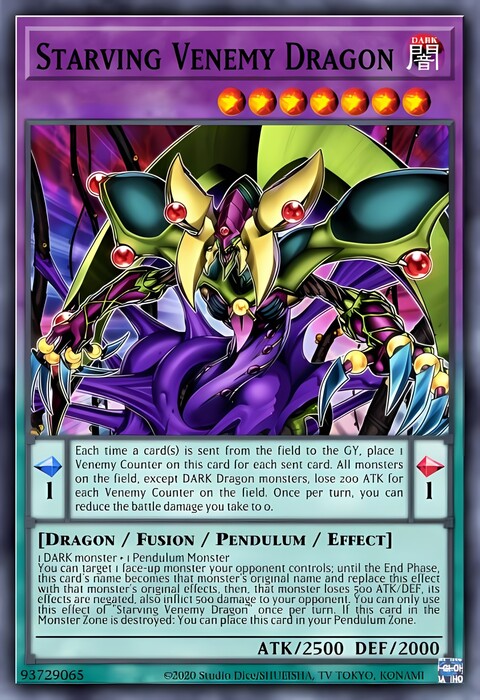 STARVING VENEMY DRAGON
DARK
闇
Each time a card(s) is sent from the field to the GY, place 1
Venemy Counter on this card for each sent card. All monsters
on the field, except DARK Dragon monsters, lose 200 ATK for
each Venemy Counter on the field. Once per turn, you can
reduce the battle damage you take to 0.
1
1
[DRAGON / FUSION / PENDULUM / EFFECT]
1 DARK monster + 1 Pendulum Monster
You can target 1 face-up monster your opponent controls; until the End Phase,
this card's name becomes that monster's original name and replace this effect
with that monster's original effects, then, that monster loses 500 ATK/DEF, its
effects are negated, also inflict 500 damage to your opponent. You can only use
this effect of "Starving Venemy Dragon" once per turn. If this card in the
Monster Zone is destroyed: You can place this card in your Pendulum Zone.
ATK/2500 DEF/2000
93729065
©2020 Studio Dice/SHUEISHA, TV TOKYO, KONAMI